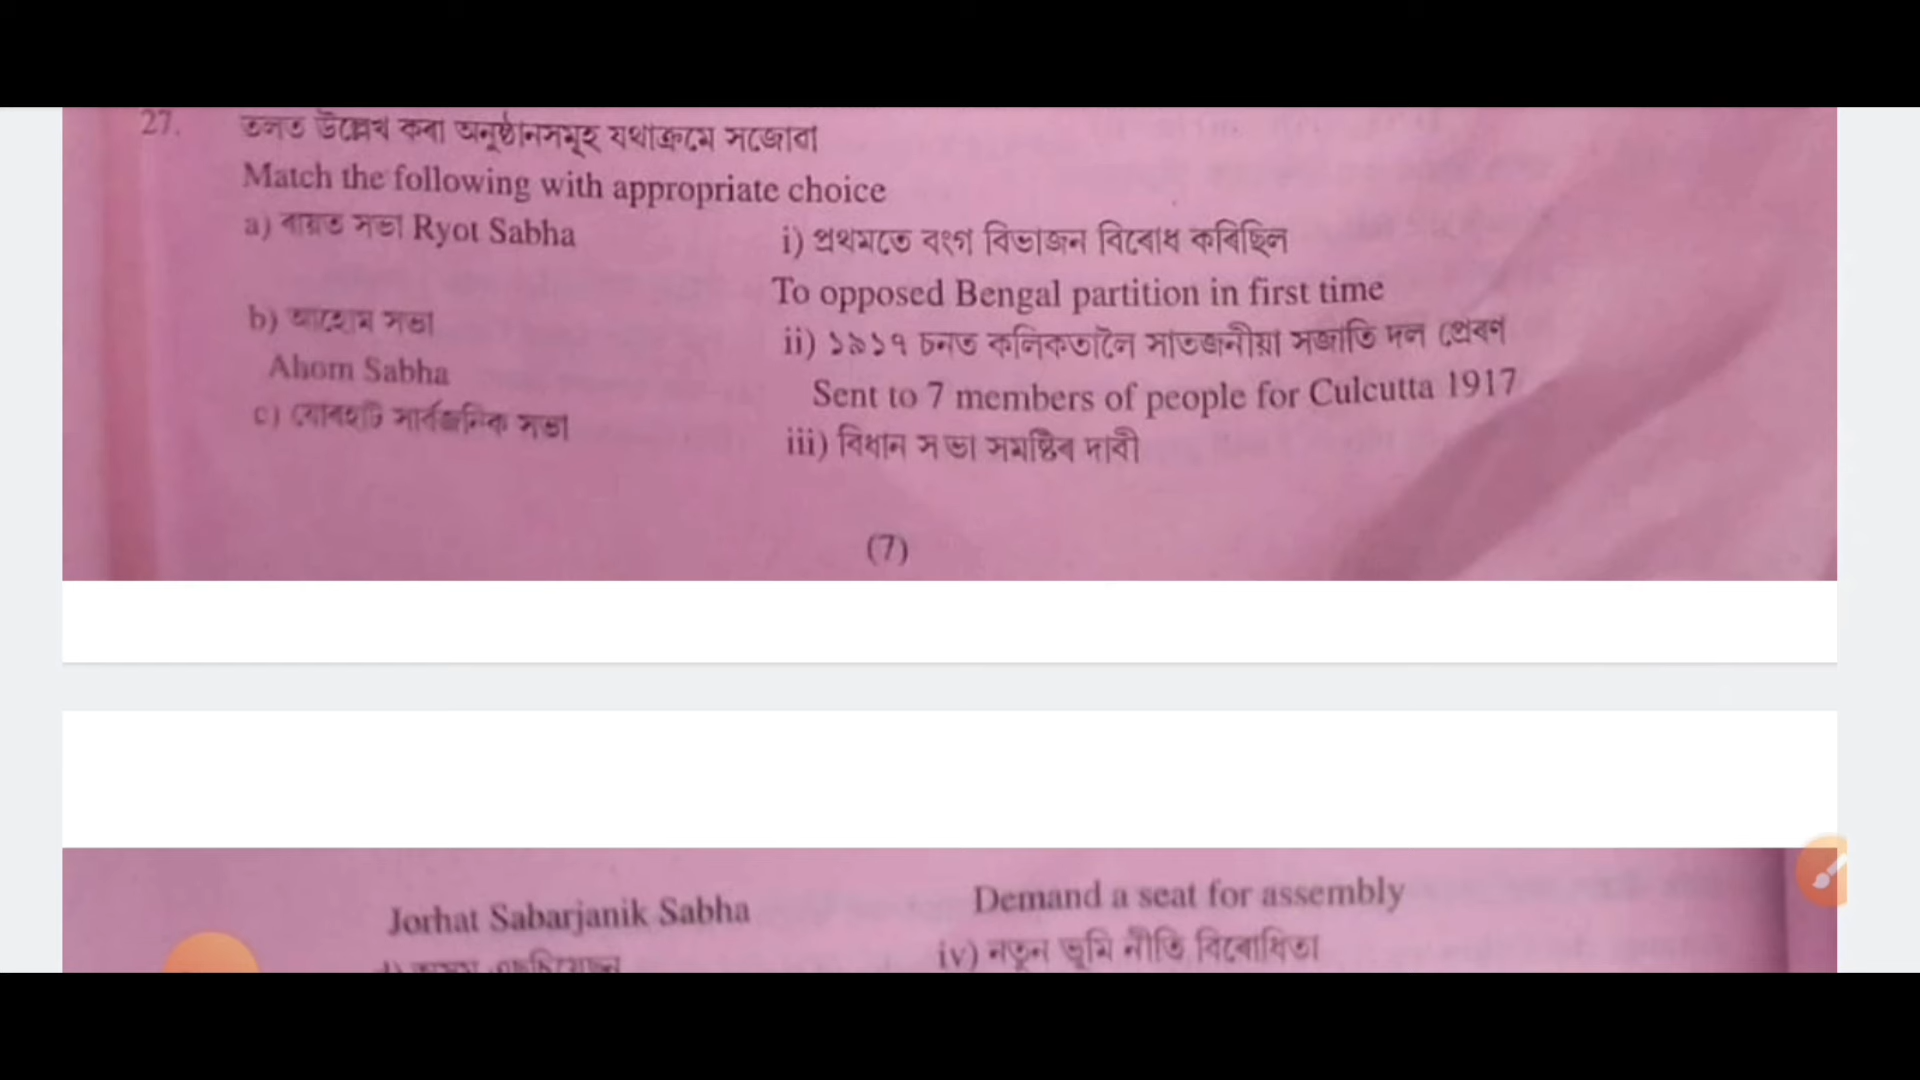 27. তলত উল্লেখ কৰা অনুষ্ঠানসমূহ যথাক্ৰমে সজোৱা
Match the following with appropriate choice
a) ৰায়ত সভা Ryot Sabha
i) প্ৰথমতে বংগ বিভাজন বিৰোধ কৰিছিল
To opposed Bengal partition in first time
b) আহোম সভা
ii) ১৯১৭ চনত কলিকতালৈ সাতজনীয়া সজাতি দল প্ৰেৰণ
Ahom Sabha
Sent to 7 members of people for Culcutta 1917
c) যোৰহাট সাৰ্বজনিক সভা
iii) বিধান সভা সমষ্টিৰ দাবী
(7)
Jorhat Sabarjanik Sabha
Demand a seat for assembly
iv) নতুন ভূমি নীতি বিৰোধিতা